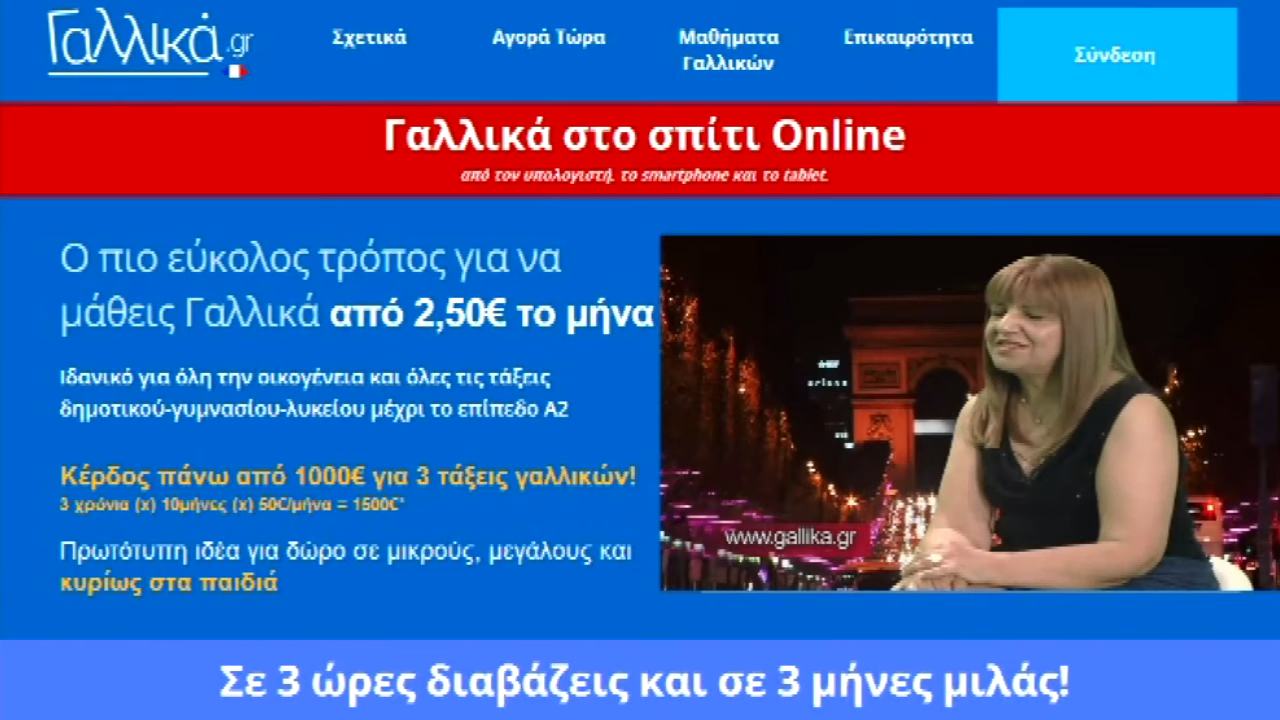 Γαλλικά.gr
Σχετικά
Αγορά Τώρα
Μαθήματα
Γαλλικών
Επικαιρότητα
Σύνδεση
Γαλλικά στο σπίτι Online
από τον υπολογιστή, το smartphone και το tablet.
Ο πιο εύκολος τρόπος για να
μάθεις Γαλλικά από 2,50€ το μήνα
Ιδανικό για όλη την οικογένεια και όλες τις τάξεις
δημοτικού-γυμνασίου-λυκείου μέχρι το επίπεδο Α2
Κέρδος πάνω από 1000€ για 3 τάξεις γαλλικών!
3 χρόνια (x) 10μήνες (x) 50€/μήνα = 1500€*
Πρωτότυπη ιδέα για δώρο σε μικρούς, μεγάλους και
κυρίως στα παιδιά
www.gallika.gr
Σε 3 ώρες διαβάζεις και σε 3 μήνες μιλάς!